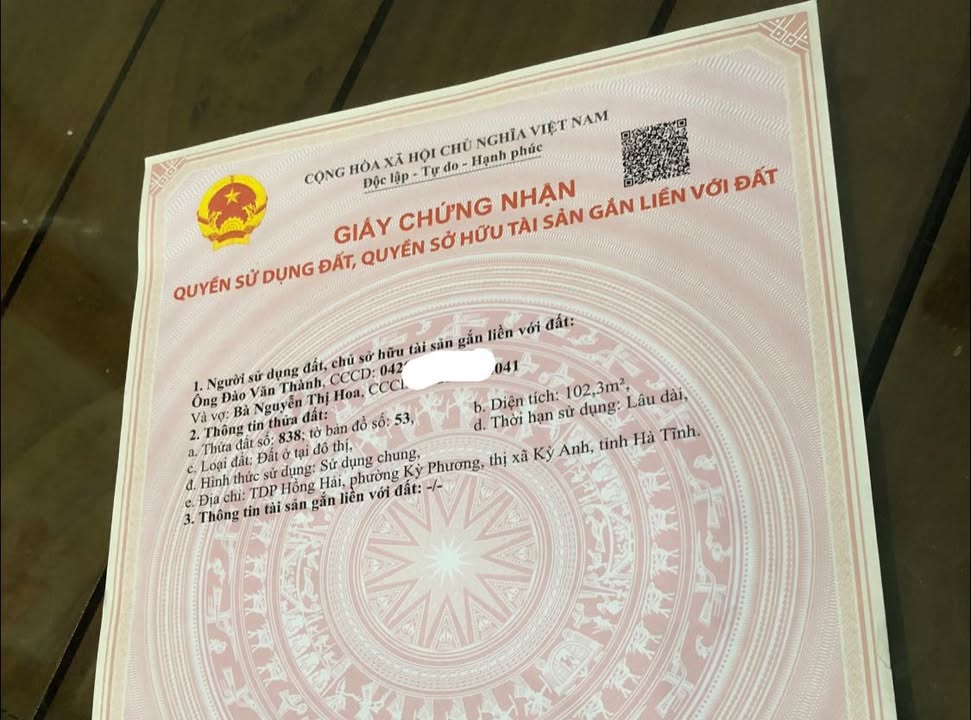 CỘNG HÒA XÃ HỘI CHỦ NGHĨA VIỆT NAM
Độc lập - Tự do - Hạnh phúc
GIẤY CHỨNG NHẬN
QUYỀN SỬ DỤNG ĐẤT, QUYỀN SỞ HỮU TÀI SẢN GẮN LIỀN VỚI ĐẤT
1. Người sử dụng đất, chủ sở hữu tài sản gắn liền với đất:
Ông Đào Văn Thành, CCCD: 042
Và vợ: Bà Nguyễn Thị Hoa, CCCD 041
2. Thông tin thửa đất:
a. Thửa đất số: 838; tờ bản đồ số: 53, b. Diện tích: 102,3m²,
c. Loại đất: Đất ở tại đô thị, d. Thời hạn sử dụng: Lâu dài,
đ. Hình thức sử dụng: Sử dụng chung,
e. Địa chỉ: TDP Hồng Hải, phường Kỳ Phương, thị xã Kỳ Anh, tỉnh Hà Tĩnh.
3. Thông tin tài sản gắn liền với đất: -/-